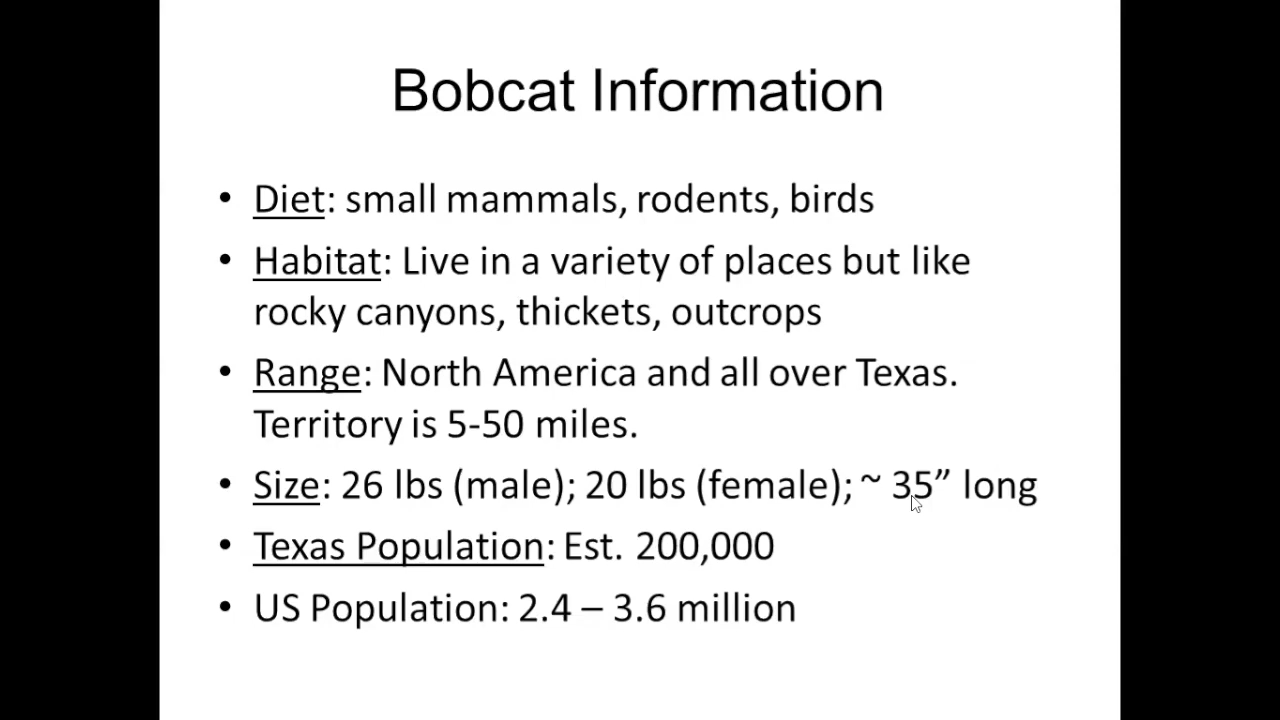 Bobcat Information
• Diet: small mammals, rodents, birds
• Habitat: Live in a variety of places but like
rocky canyons, thickets, outcrops
• Range: North America and all over Texas.
Territory is 5-50 miles.
• Size: 26 lbs (male); 20 lbs (female); ~ 35” long
• Texas Population: Est. 200,000
• US Population: 2.4 – 3.6 million